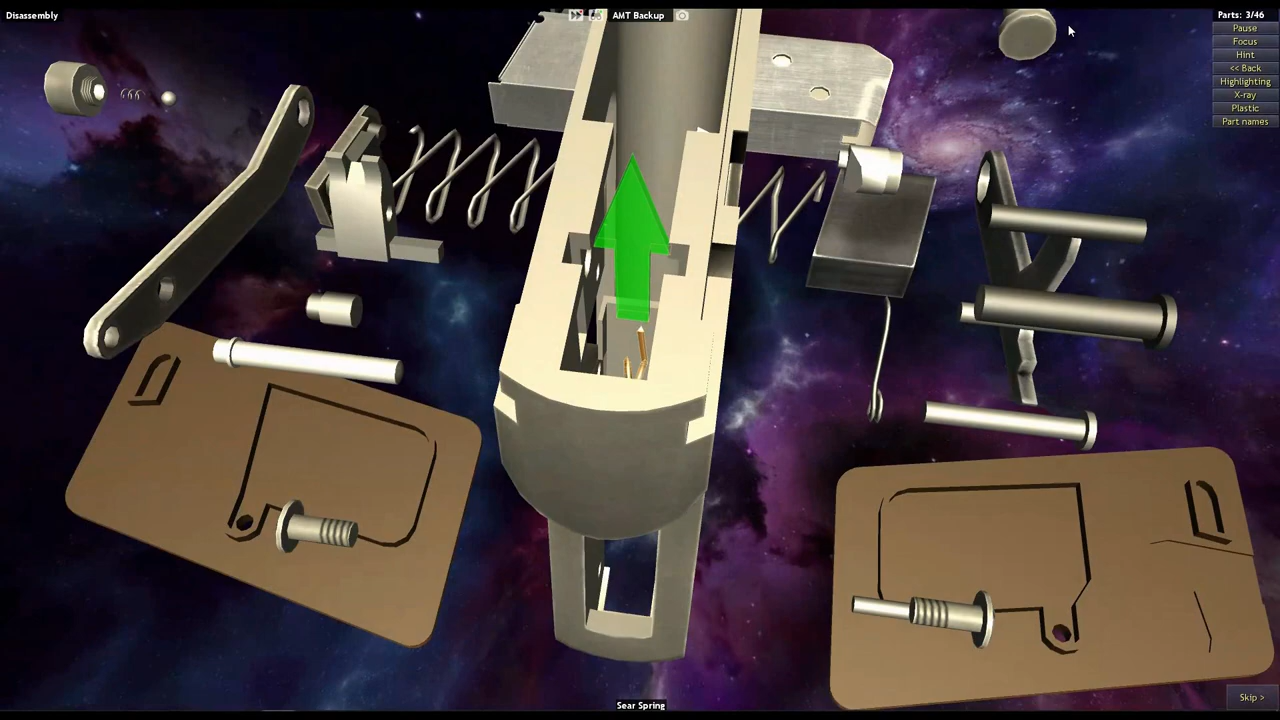 Disassembly
AMT Backup
Parts: 3/46
Pause
Focus
Hint
<< Back
Highlighting
X-ray
Plastic
Part names
Sear Spring
Skip >